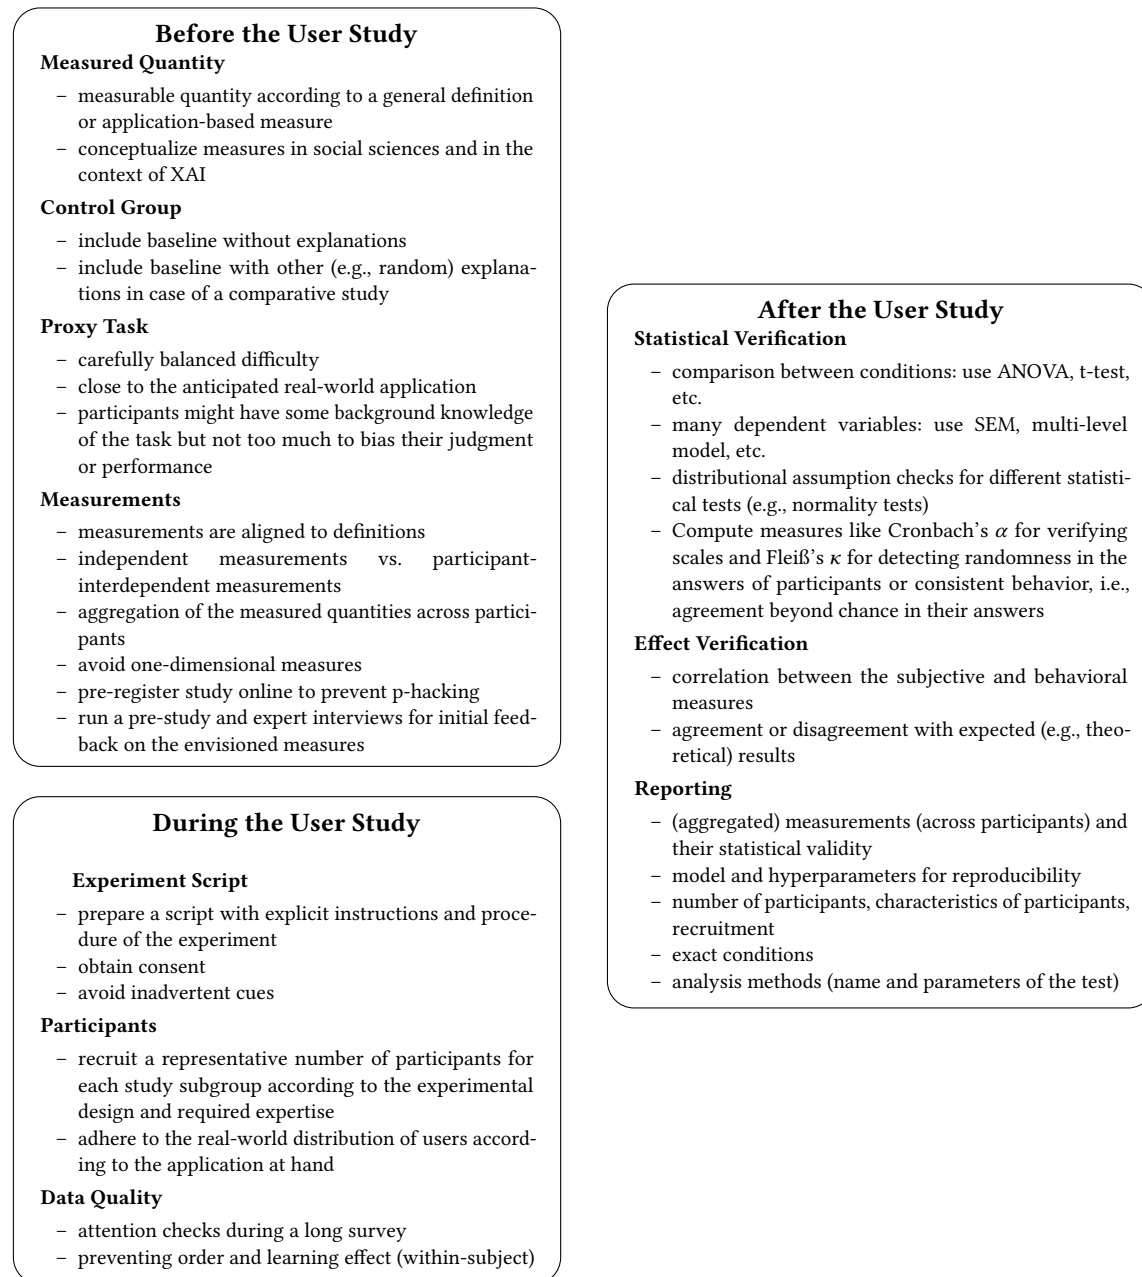 Before the User Study
Measured Quantity
– measurable quantity according to a general definition
or application-based measure
– conceptualize measures in social sciences and in the
context of XAI
Control Group
– include baseline without explanations
– include baseline with other (e.g., random) explana-
tions in case of a comparative study
Proxy Task
– carefully balanced difficulty
– close to the anticipated real-world application
– participants might have some background knowledge
of the task but not too much to bias their judgment
or performance
Measurements
– measurements are aligned to definitions
– independent measurements vs. participant-
interdependent measurements
– aggregation of the measured quantities across partici-
pants
– avoid one-dimensional measures
– pre-register study online to prevent p-hacking
– run a pre-study and expert interviews for initial feed-
back on the envisioned measures
During the User Study
Experiment Script
– prepare a script with explicit instructions and proce-
dure of the experiment
– obtain consent
– avoid inadvertent cues
Participants
– recruit a representative number of participants for
each study subgroup according to the experimental
design and required expertise
– adhere to the real-world distribution of users accord-
ing to the application at hand
Data Quality
– attention checks during a long survey
– preventing order and learning effect (within-subject)
After the User Study
Statistical Verification
– comparison between conditions: use ANOVA, t-test,
etc.
– many dependent variables: use SEM, multi-level
model, etc.
– distributional assumption checks for different statisti-
cal tests (e.g., normality tests)
– Compute measures like Cronbach's α for verifying
scales and Fleiß's κ for detecting randomness in the
answers of participants or consistent behavior, i.e.,
agreement beyond chance in their answers
Effect Verification
– correlation between the subjective and behavioral
measures
– agreement or disagreement with expected (e.g., theo-
retical) results
Reporting
– (aggregated) measurements (across participants) and
their statistical validity
– model and hyperparameters for reproducibility
– number of participants, characteristics of participants,
recruitment
– exact conditions
– analysis methods (name and parameters of the test)